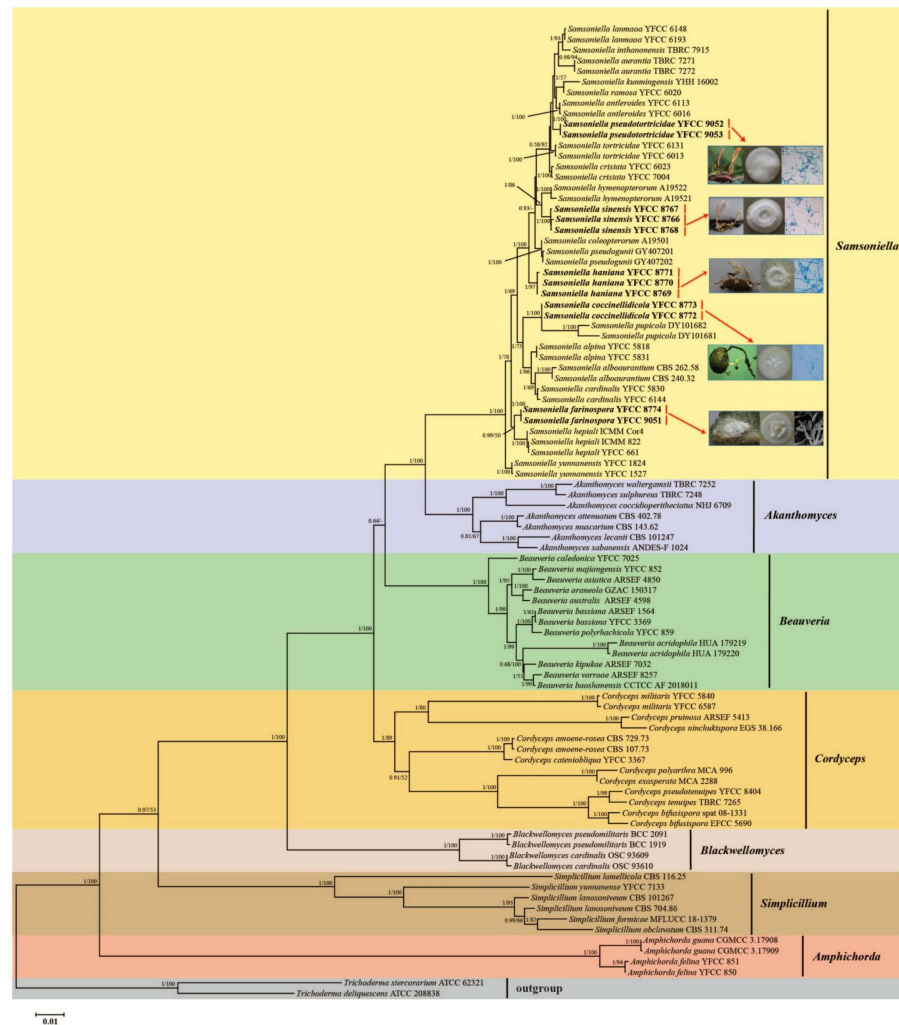 Samsoniella lanmaoa YFCC 6148
Samsoniella lanmaoa YFCC 6193
Samsoniella inthanonensis TBRC 7915
Samsoniella aurantia TBRC 7271
Samsoniella aurantia TBRC 7272
Samsoniella kunmingensis YHH 16002
Samsoniella ramosa YFCC 6020
Samsoniella antleroides YFCC 6113
Samsoniella antleroides YFCC 6016
Samsoniella pseudotortricidae YFCC 9052
Samsoniella pseudotortricidae YFCC 9053
Samsoniella tortricidae YFCC 6131
Samsoniella tortricidae YFCC 6013
Samsoniella cristata YFCC 6023
Samsoniella cristata YFCC 7004
Samsoniella hymenopterorum A19522
Samsoniella hymenopterorum A19521
Samsoniella sinensis YFCC 8767
Samsoniella sinensis YFCC 8766
Samsoniella sinensis YFCC 8768
Samsoniella coleopterorum A19501
Samsoniella pseudogunii GY407201
Samsoniella pseudogunii GY407202
Samsoniella haniana YFCC 8771
Samsoniella haniana YFCC 8770
Samsoniella haniana YFCC 8769
Samsoniella coccinellidicola YFCC 8773
Samsoniella coccinellidicola YFCC 8772
Samsoniella pupicola DY101682
Samsoniella pupicola DY101681
Samsoniella alpina YFCC 5818
Samsoniella alpina YFCC 5831
Samsoniella alboaurantium CBS 262.58
Samsoniella alboaurantium CBS 240.32
Samsoniella cardinalis YFCC 5830
Samsoniella cardinalis YFCC 6144
Samsoniella farinospora YFCC 8774
Samsoniella farinospora YFCC 9051
Samsoniella hepiali ICMM Cor4
Samsoniella hepiali ICMM 822
Samsoniella hepiali YFCC 661
Samsoniella yunnanensis YFCC 1824
Samsoniella yunnanensis YFCC 1527
Samsoniella
Akanthomyces waltergamsii TBRC 7252
Akanthomyces sulphureus TBRC 7248
Akanthomyces coccidioperitheciatus NHJ 6709
Akanthomyces attenuatum CBS 402.78
Akanthomyces muscarium CBS 143.62
Akanthomyces lecanii CBS 101247
Akanthomyces sabanensis ANDES-F 1024
Akanthomyces
Beauveria caledonica YFCC 7025
Beauveria majiangensis YFCC 852
Beauveria asiatica ARSEF 4850
Beauveria araneola GZAC 150317
Beauveria australis ARSEF 4598
Beauveria bassiana ARSEF 1564
Beauveria bassiana YFCC 3369
Beauveria polyrhachicola YFCC 859
Beauveria acridophila HUA 179219
Beauveria acridophila HUA 179220
Beauveria kipukae ARSEF 7032
Beauveria varroae ARSEF 8257
Beauveria baoshanensis CCTCC AF 2018011
Beauveria
Cordyceps militaris YFCC 5840
Cordyceps militaris YFCC 6587
Cordyceps pruinosa ARSEF 5413
Cordyceps ninchukispora EGS 38.166
Cordyceps amoene-rosea CBS 729.73
Cordyceps amoene-rosea CBS 107.73
Cordyceps cateniobliqua YFCC 3367
Cordyceps polyarthra MCA 996
Cordyceps exasperata MCA 2288
Cordyceps pseudotenuipes YFCC 8404
Cordyceps tenuipes TBRC 7265
Cordyceps bifusispora spat 08-1331
Cordyceps bifusispora EFCC 5690
Cordyceps
Blackwellomyces pseudomilitaris BCC 2091
Blackwellomyces pseudomilitaris BCC 1919
Blackwellomyces cardinalis OSC 93609
Blackwellomyces cardinalis OSC 93610
Blackwellomyces
Simplicillium lamellicola CBS 116.25
Simplicillium yunnanense YFCC 7133
Simplicillium lanosoniveum CBS 101267
Simplicillium lanosoniveum CBS 704.86
Simplicillium formicae MFLUCC 18-1379
Simplicillium obclavatum CBS 311.74
Simplicillium
Amphichorda guana CGMCC 3.17908
Amphichorda guana CGMCC 3.17909
Amphichorda felina YFCC 851
Amphichorda felina YFCC 850
Amphichorda
Trichoderma stercorarium ATCC 62321
Trichoderma deliquescens ATCC 208838
outgroup
0.01